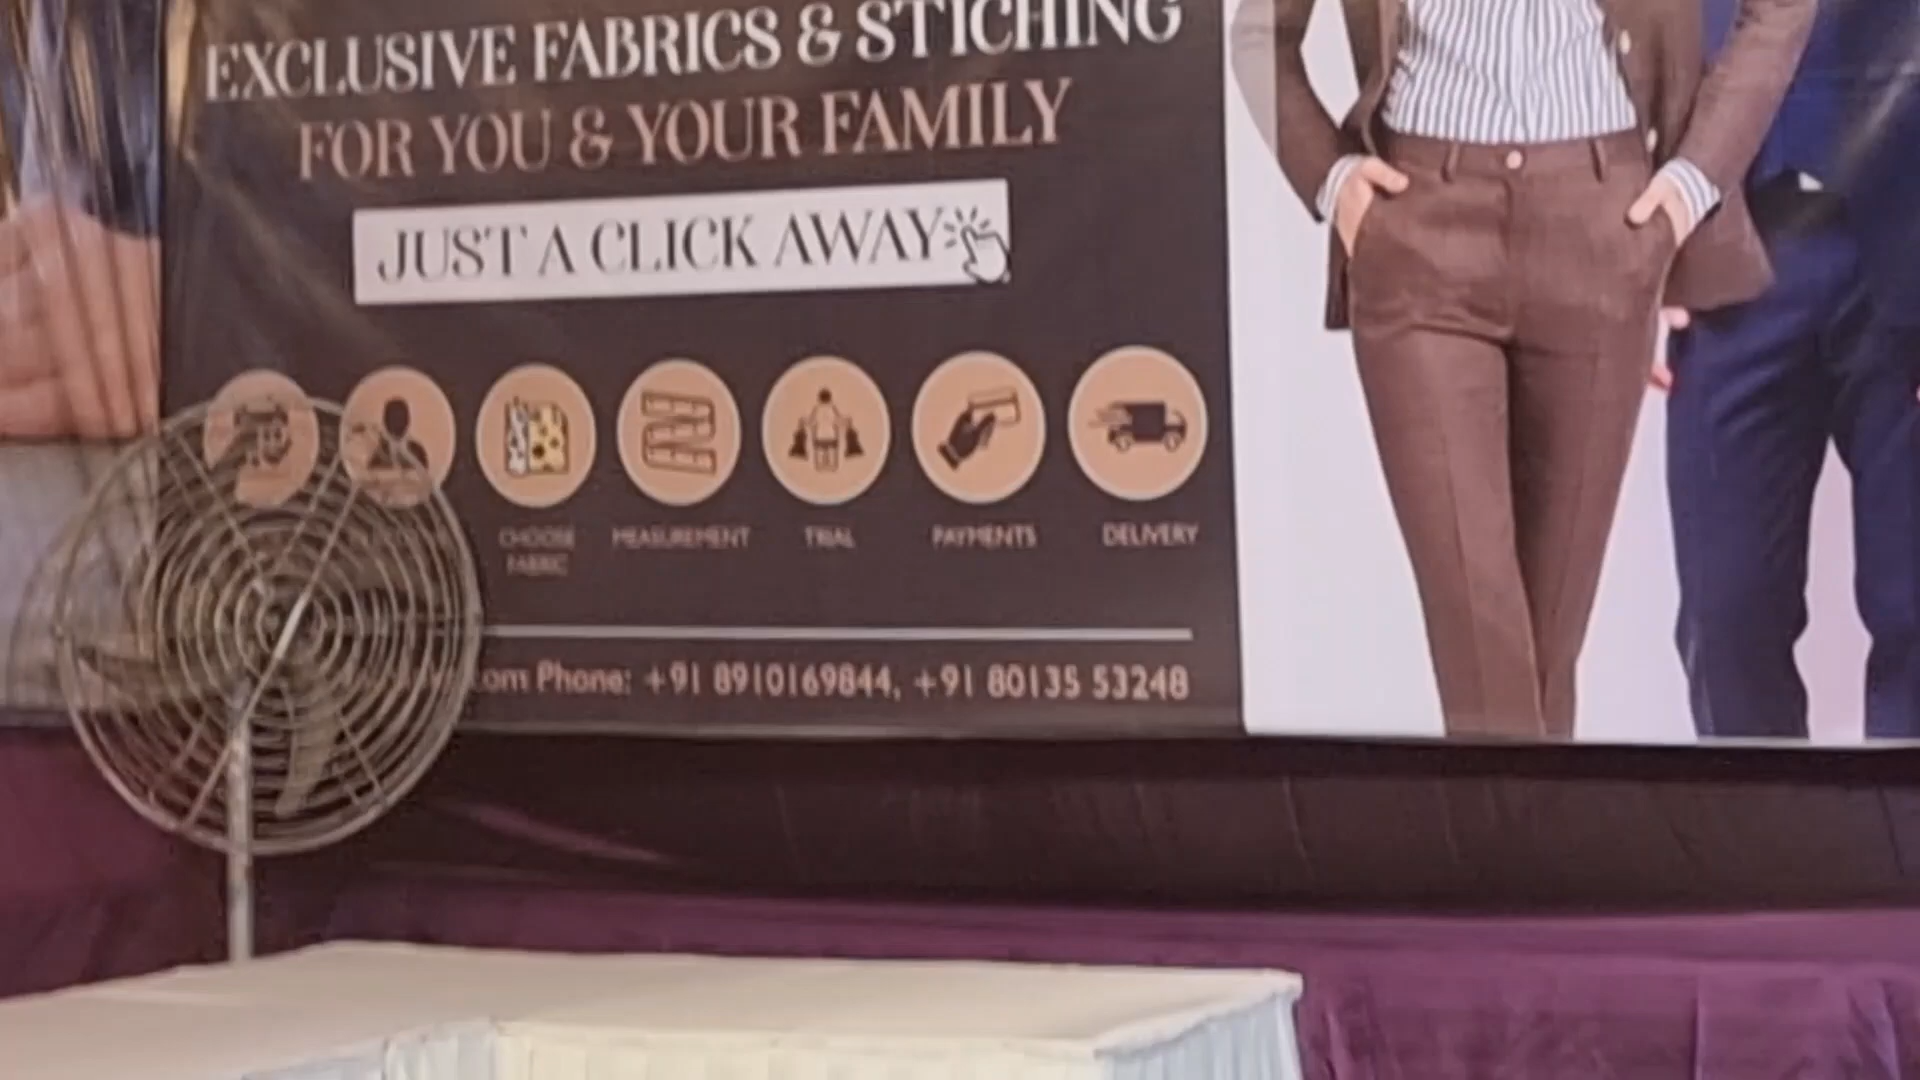 EXCLUSIVE FABRICS & STICHING
FOR YOU & YOUR FAMILY
JUST A CLICK AWAY
CHOOSE FABRIC
MEASUREMENT
TRIAL
PAYMENTS
DELIVERY
com Phone: +91 8910169844, +91 80135 53248